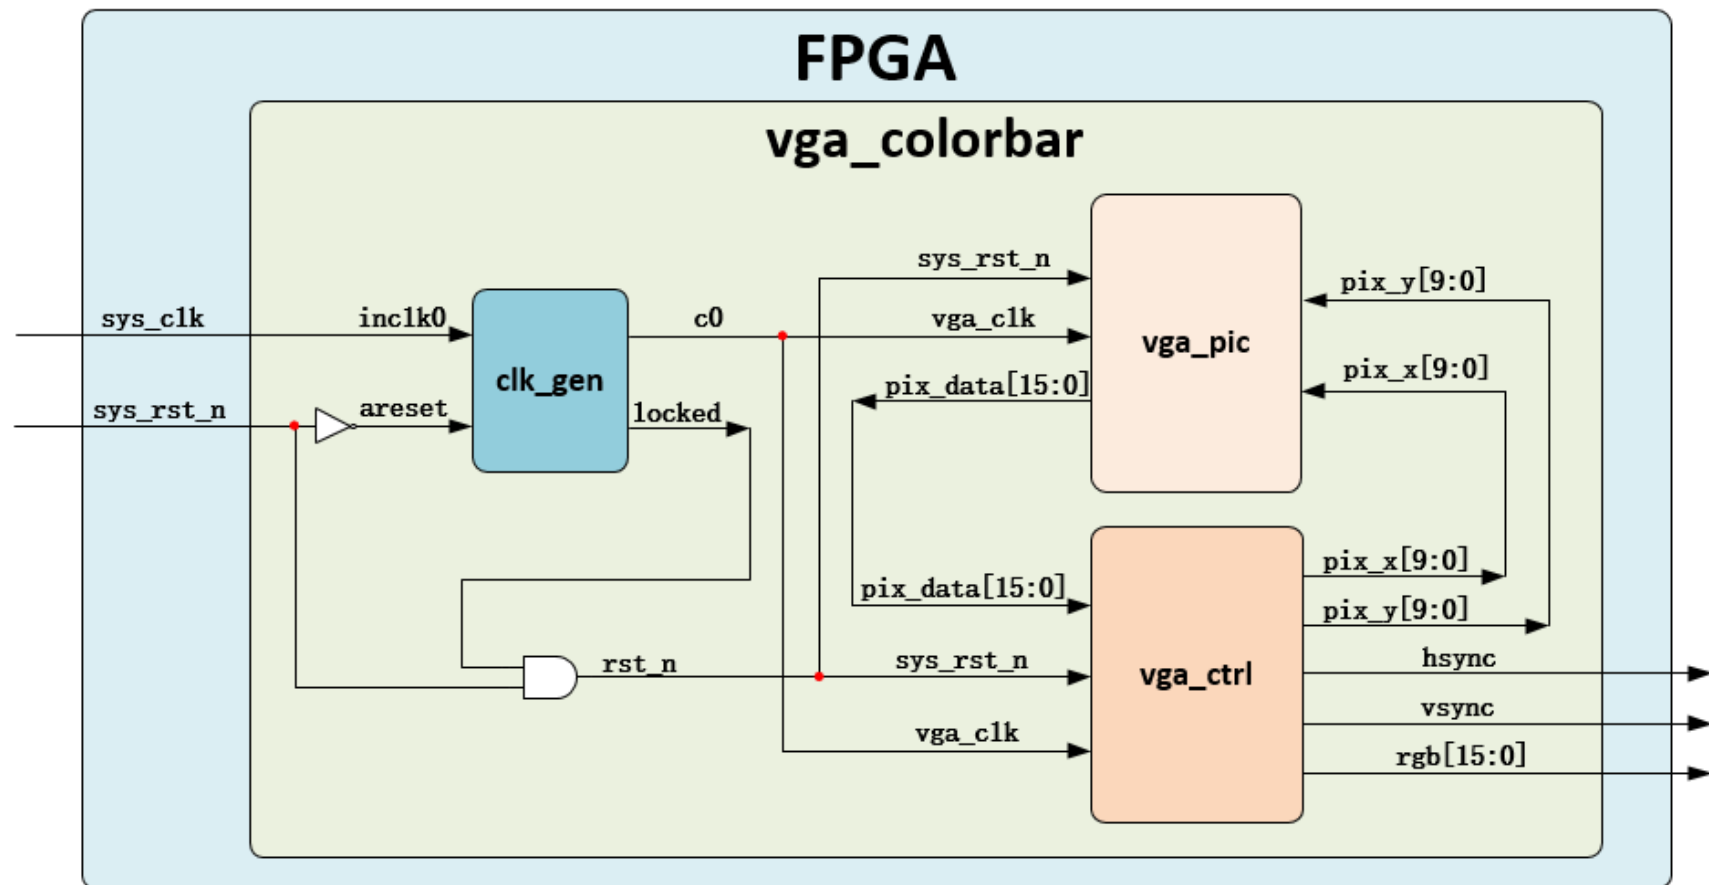 FPGA
vga_colorbar
sys_rst_n
pix_y[9:0]
sys_clk
inclk0
c0
vga_clk
vga_pic
pix_x[9:0]
clk_gen
pix_data[15:0]
sys_rst_n
areset
locked
pix_x[9:0]
pix_data[15:0]
pix_y[9:0]
rst_n
sys_rst_n
vga_ctrl
hsync
vsync
vga_clk
rgb[15:0]